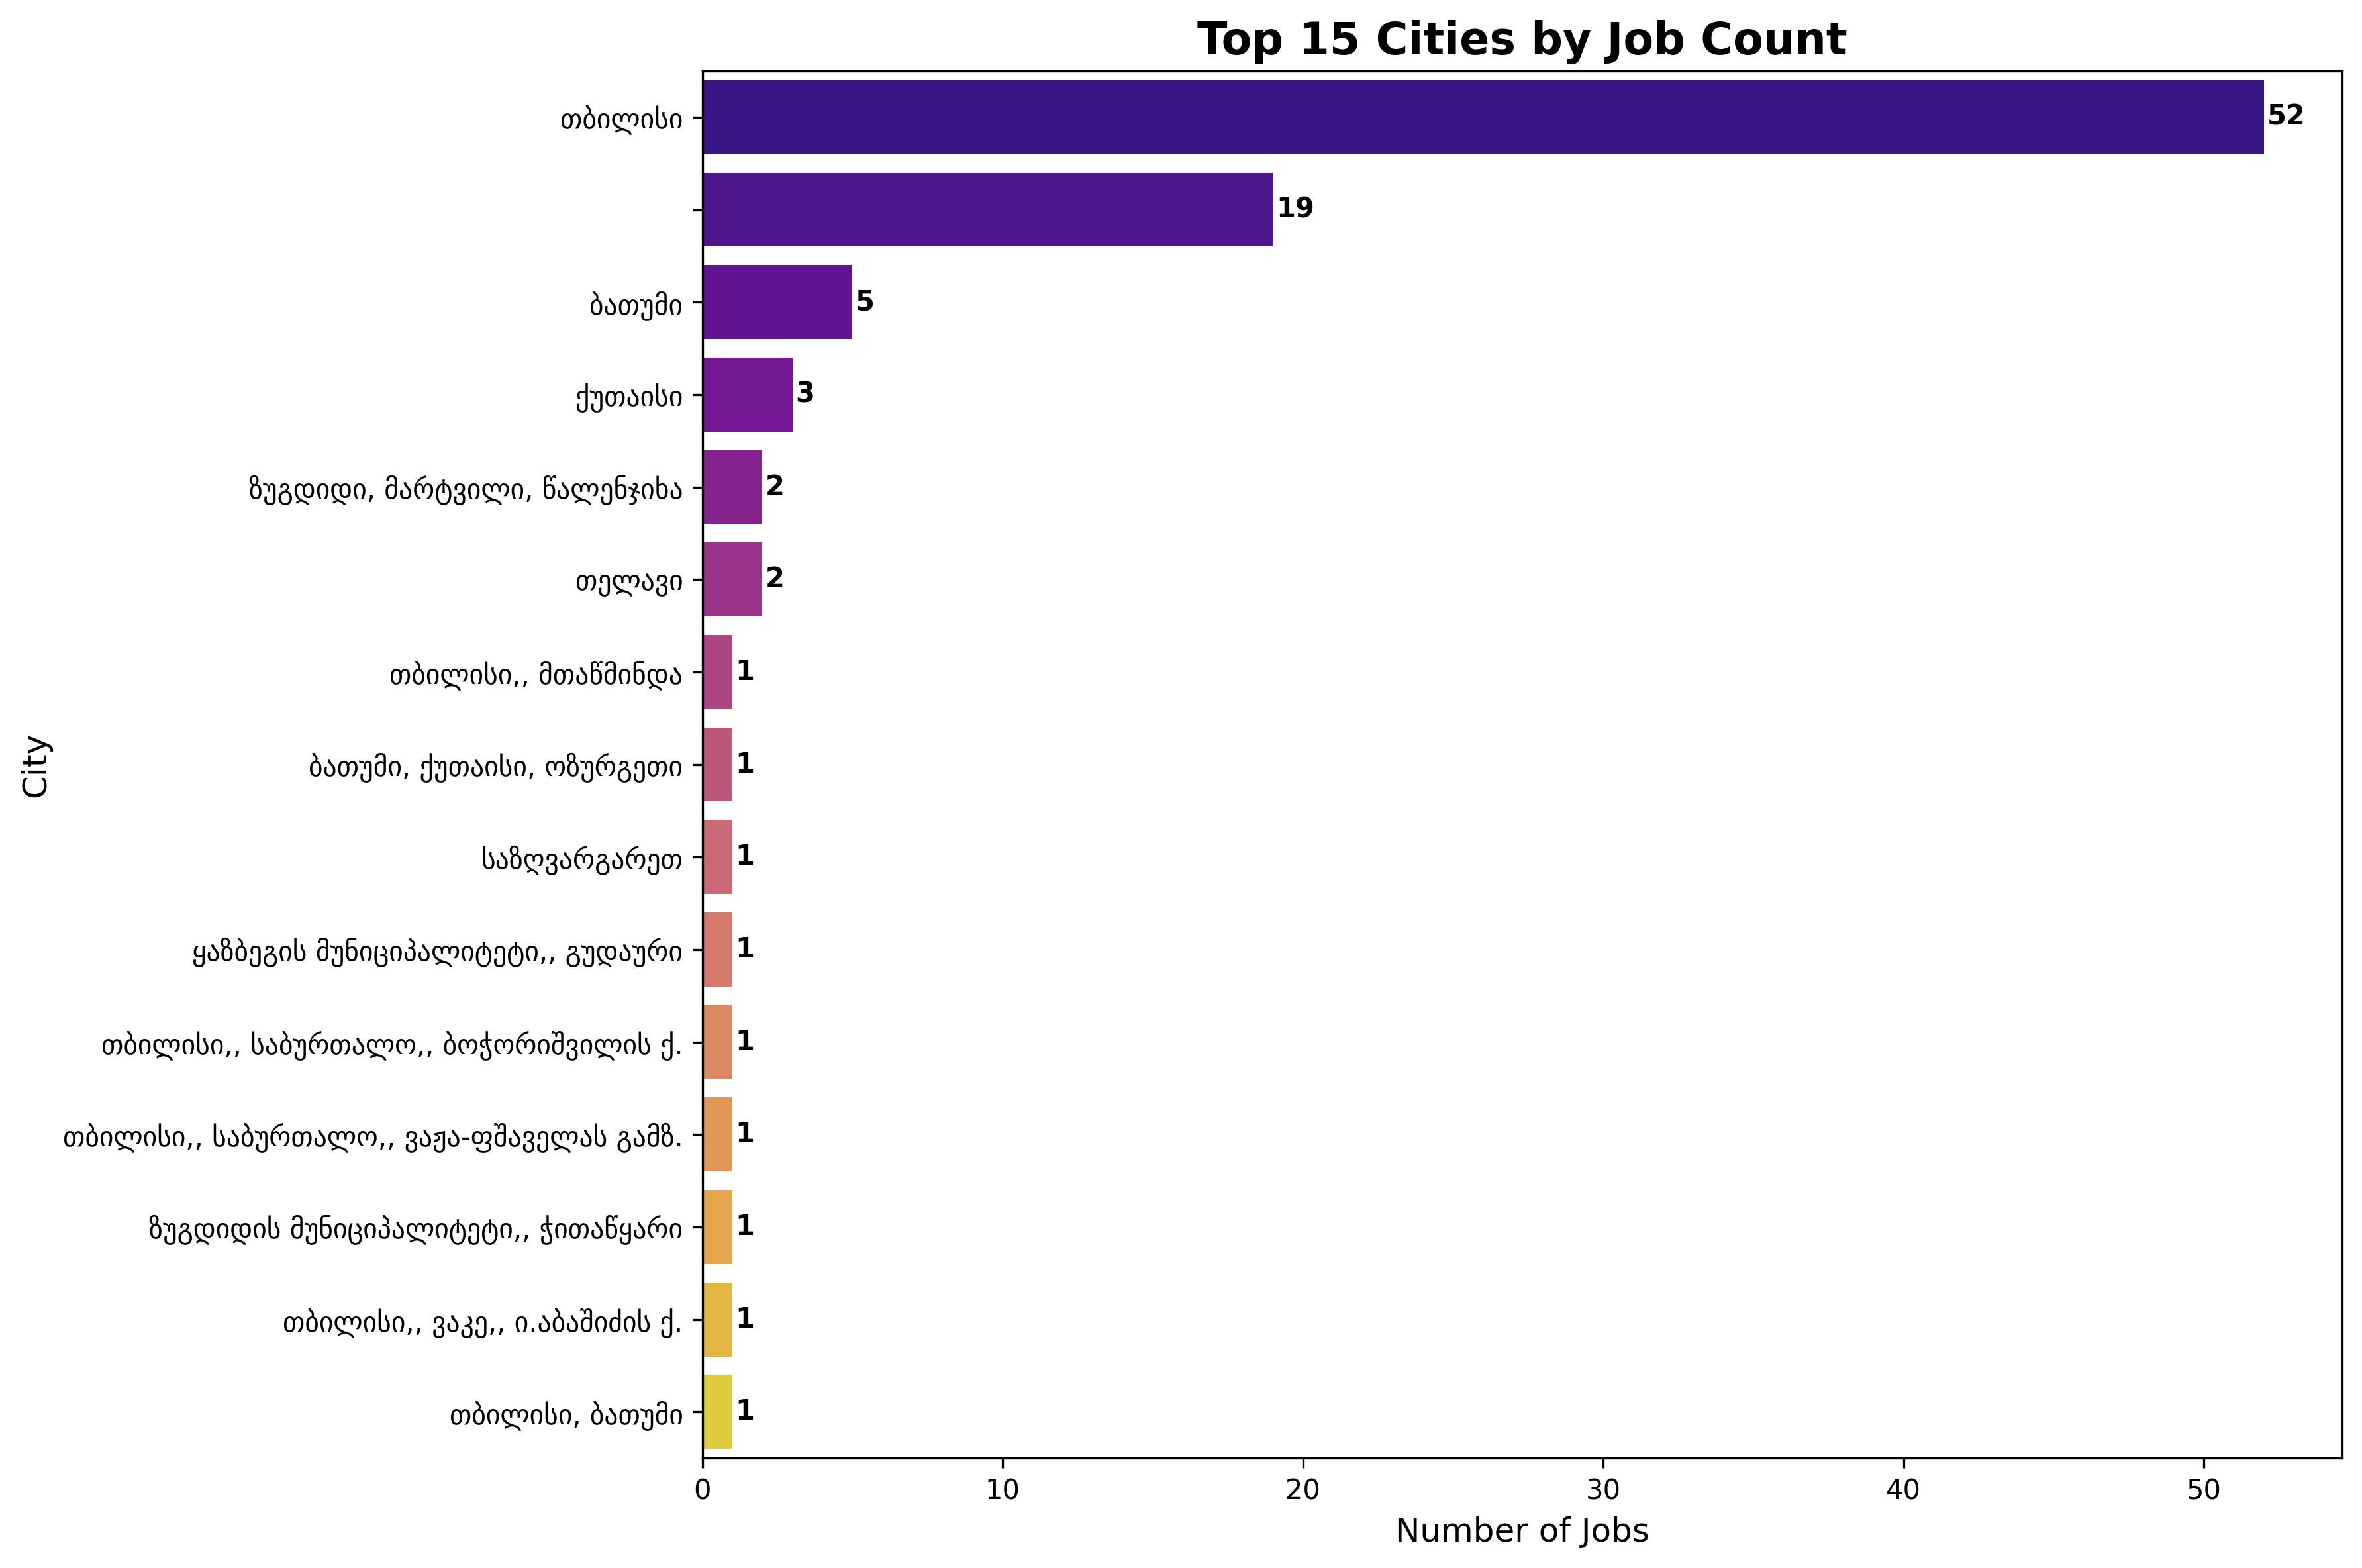 Top 15 Cities by Job Count
თბილისი
52
19
ბათუმი
5
ქუთაისი
3
ზუგდიდი, მარტვილი, წალენჯიხა
2
თელავი
2
თბილისი,, მთაწმინდა
1
ბათუმი, ქუთაისი, ოზურგეთი
1
საზღვარგარეთ
1
ყაზბეგის მუნიციპალიტეტი,, გუდაური
1
თბილისი,, საბურთალო,, ბოჭორიშვილის ქ.
1
თბილისი,, საბურთალო,, ვაჟა-ფშაველას გამზ.
1
ზუგდიდის მუნიციპალიტეტი,, ჭითაწყარი
1
თბილისი,, ვაკე,, ი.აბაშიძის ქ.
1
თბილისი, ბათუმი
1
City
0 10 20 30 40 50
Number of Jobs